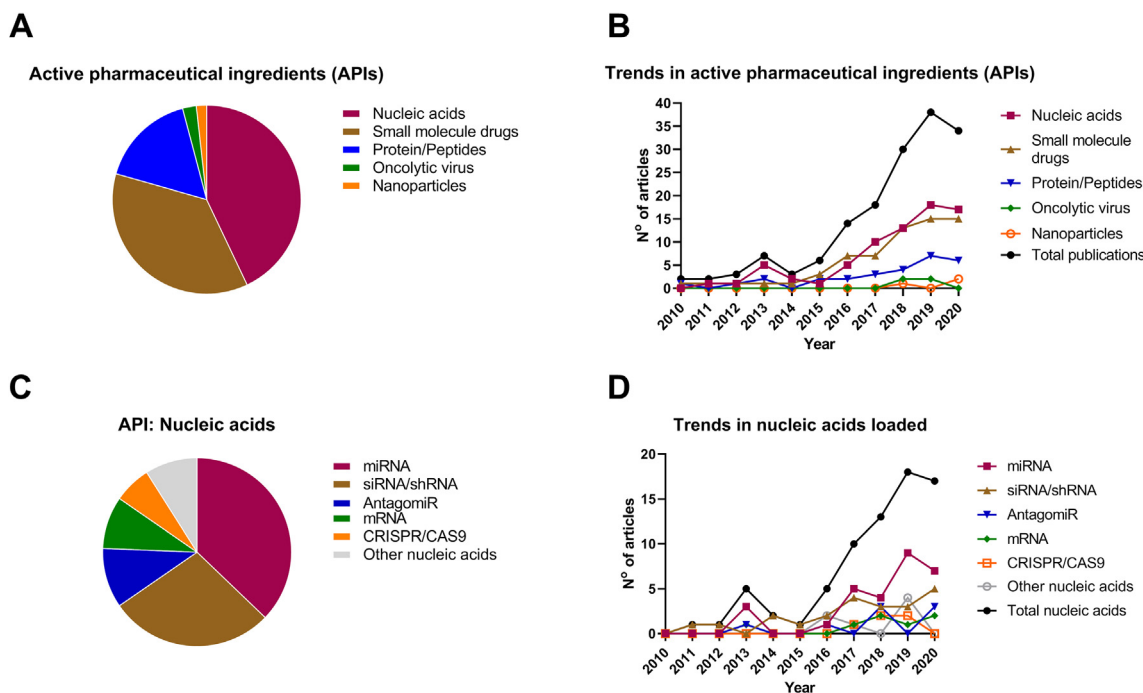 A
Active pharmaceutical ingredients (APIs)
Nucleic acids
Small molecule drugs
Protein/Peptides
Oncolytic virus
Nanoparticles
B
Trends in active pharmaceutical ingredients (APIs)
Nº of articles
40
35
30
25
20
15
10
5
0
2010
2011
2012
2013
2014
2015
2016
2017
2018
2019
2020
Year
Nucleic acids
Small molecule
drugs
Protein/Peptides
Oncolytic virus
Nanoparticles
Total publications
C
API: Nucleic acids
miRNA
siRNA/shRNA
AntagomiR
mRNA
CRISPR/CAS9
Other nucleic acids
D
Trends in nucleic acids loaded
Nº of articles
20
15
10
5
0
2010
2011
2012
2013
2014
2015
2016
2017
2018
2019
2020
Year
miRNA
siRNA/shRNA
AntagomiR
mRNA
CRISPR/CAS9
Other nucleic acids
Total nucleic acids